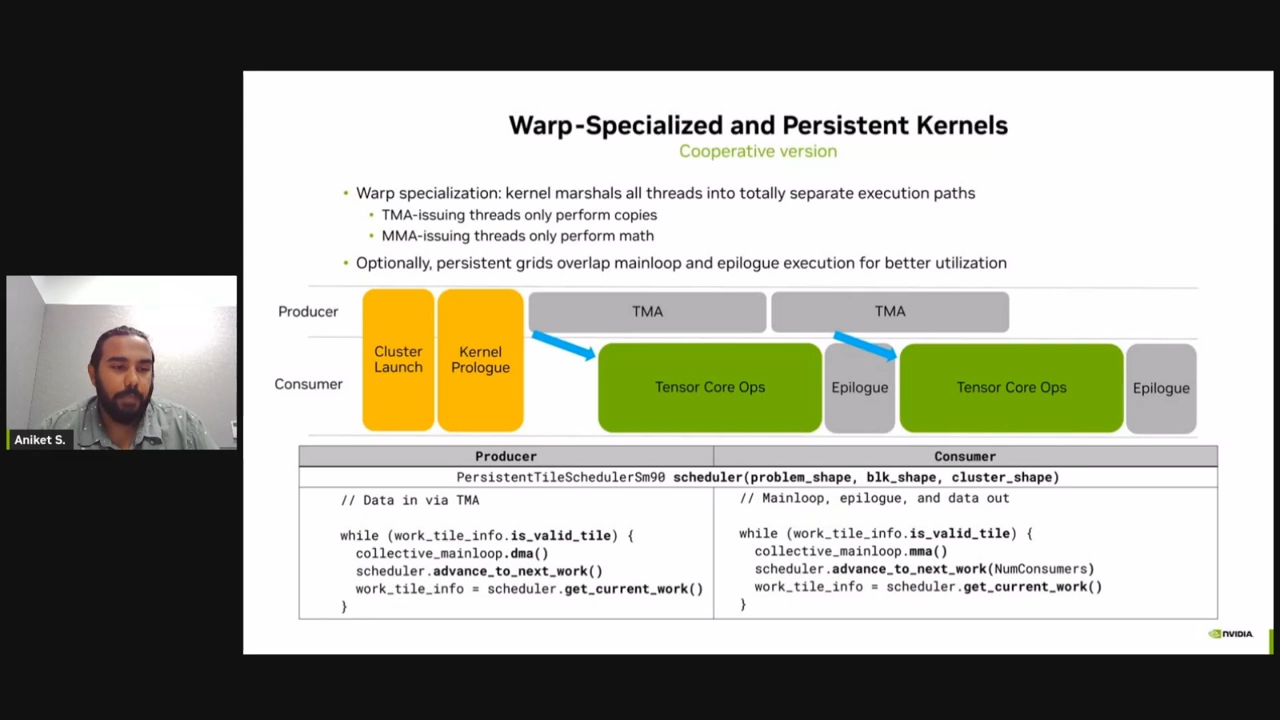 Warp-Specialized and Persistent Kernels
Cooperative version
• Warp specialization: kernel marshals all threads into totally separate execution paths
• TMA-issuing threads only perform copies
• MMA-issuing threads only perform math
• Optionally, persistent grids overlap mainloop and epilogue execution for better utilization
Producer
TMA
TMA
Cluster
Launch
Kernel
Prologue
Consumer
Tensor Core Ops
Epilogue
Tensor Core Ops
Epilogue
Aniket S.
Producer
Consumer
PersistentTileSchedulerSm90 scheduler(problem_shape, blk_shape, cluster_shape)
// Data in via TMA
while (work_tile_info.is_valid_tile) {
collective_mainloop.dma()
scheduler.advance_to_next_work()
work_tile_info = scheduler.get_current_work()
}
// Mainloop, epilogue, and data out
while (work_tile_info.is_valid_tile) {
collective_mainloop.mma()
scheduler.advance_to_next_work(NumConsumers)
work_tile_info = scheduler.get_current_work()
}
NVIDIA